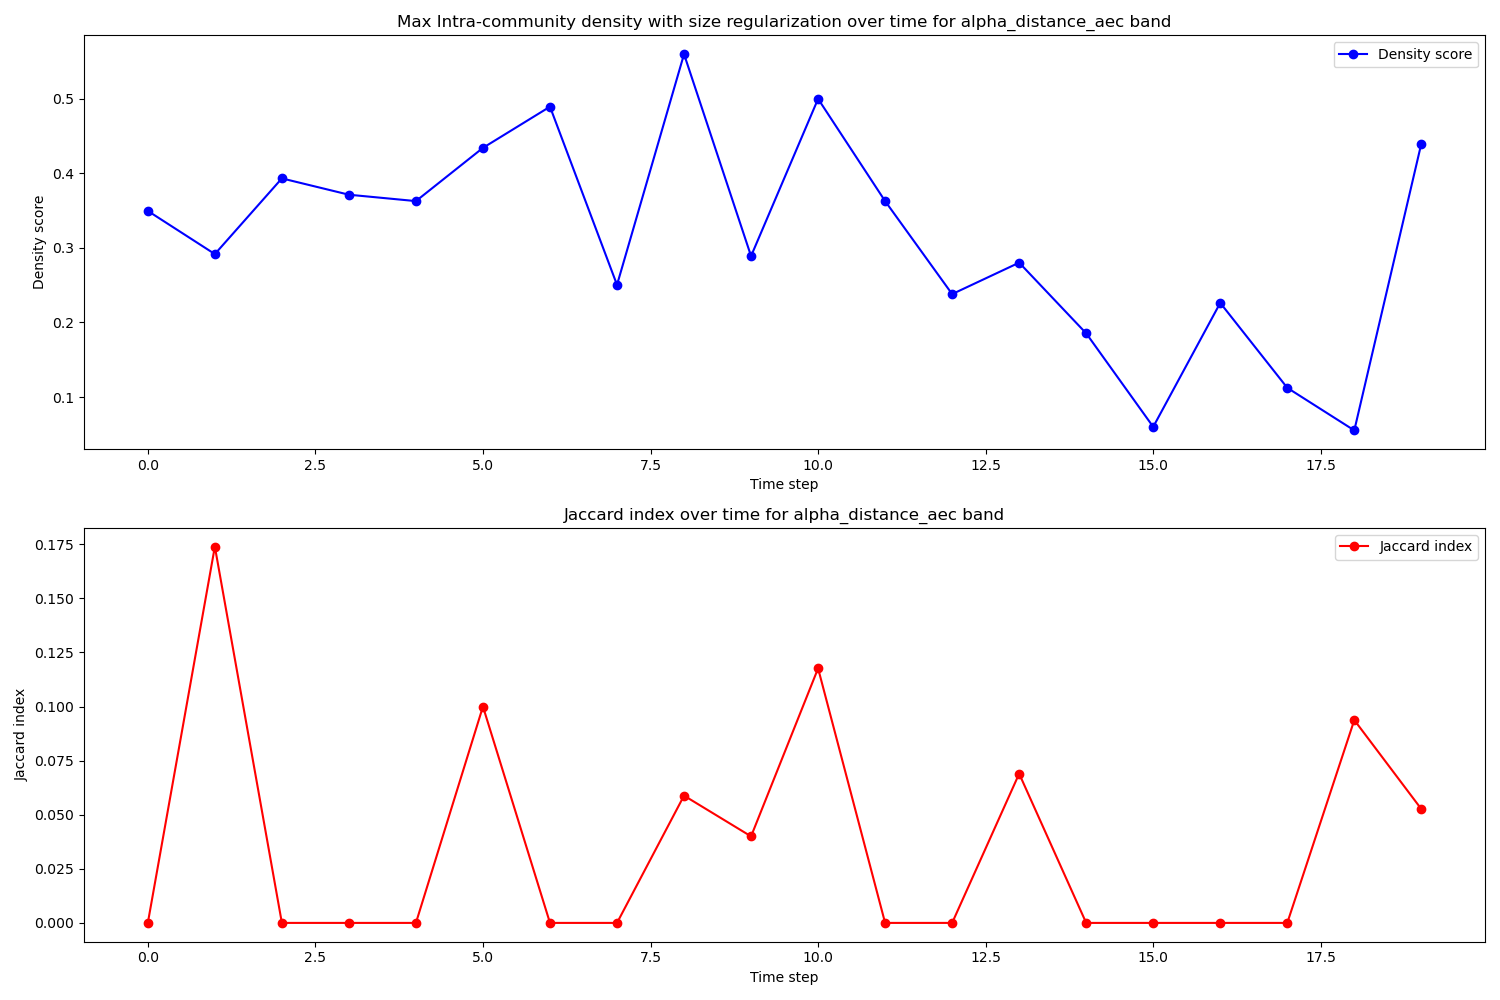 Max Intra-community density with size regularization over time for alpha_distance_aec band
Density score
Density score
0.5
0.4
0.3
0.2
0.1
0.0 2.5 5.0 7.5 10.0 12.5 15.0 17.5
Time step
Jaccard index over time for alpha_distance_aec band
Jaccard index
Jaccard index
0.175
0.150
0.125
0.100
0.075
0.050
0.025
0.000
0.0 2.5 5.0 7.5 10.0 12.5 15.0 17.5
Time step